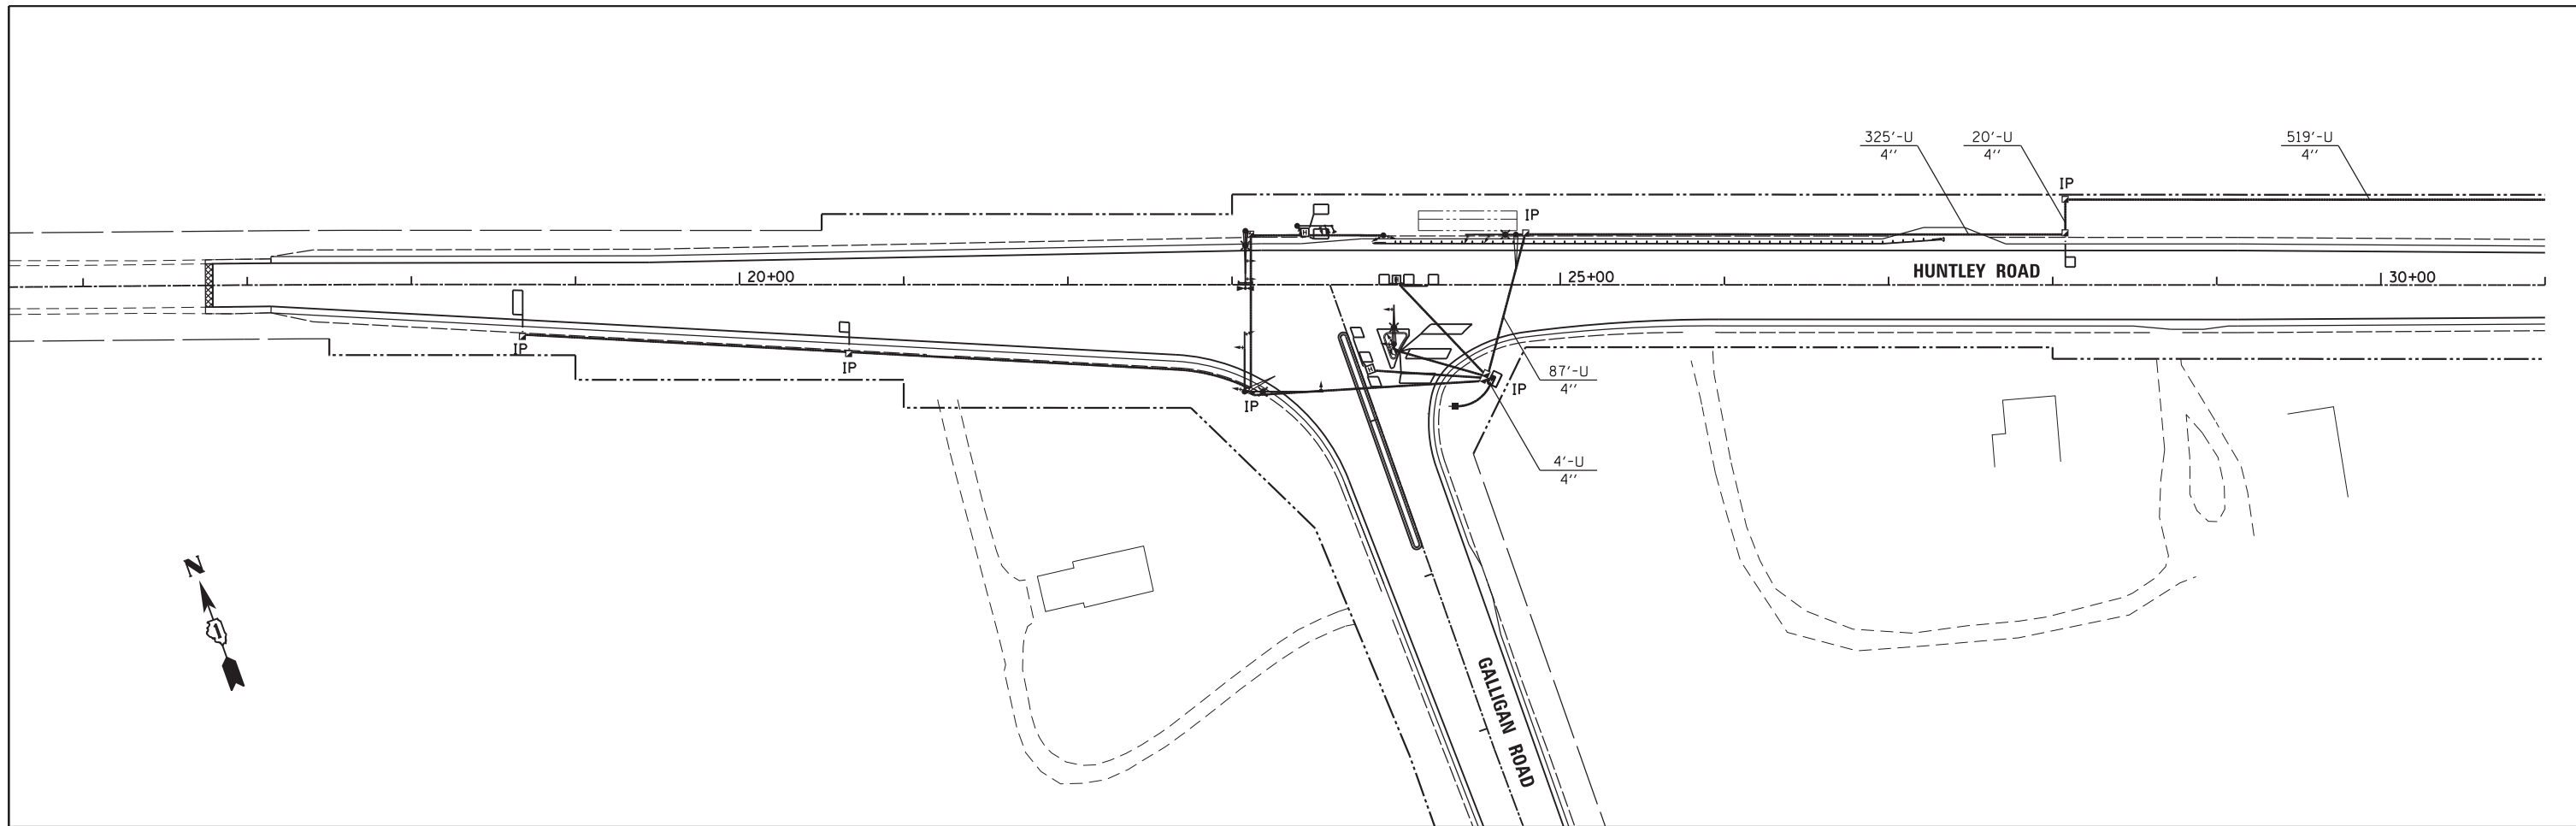 325'-U
4''
20'-U
4''
519'-U
4''
IP
IP
20+00
25+00
HUNTLEY ROAD
30+00
IP
IP
IP
IP
87'-U
4''
4'-U
4''
N
1
GALLIGAN ROAD
H
H